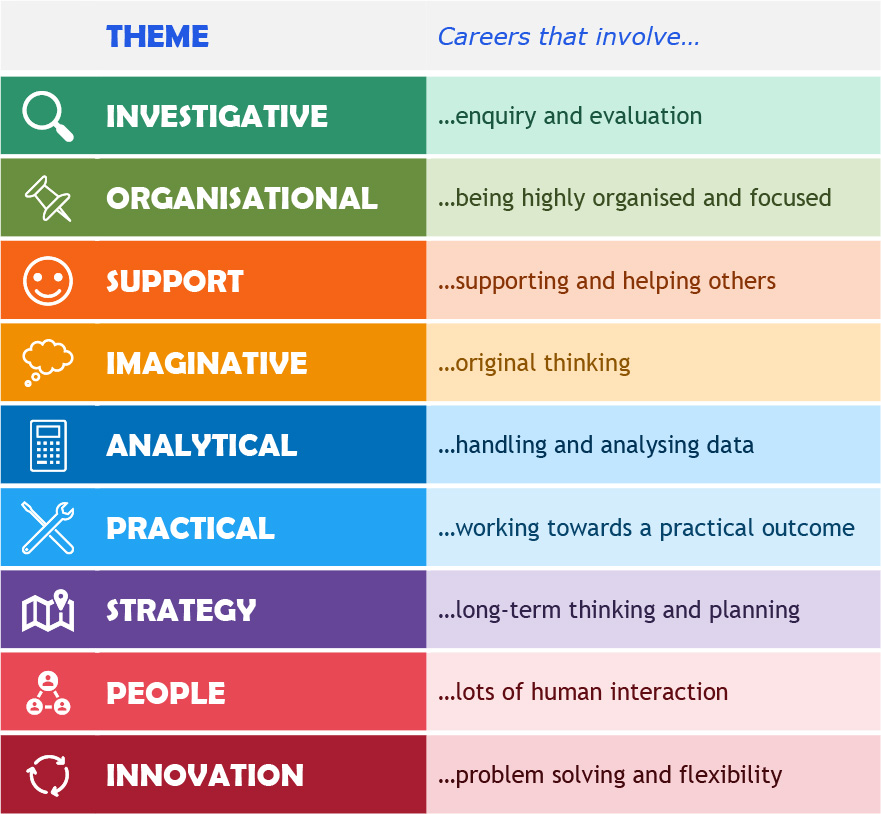 THEME
Careers that involve…
INVESTIGATIVE
…enquiry and evaluation
ORGANISATIONAL
…being highly organised and focused
SUPPORT
…supporting and helping others
IMAGINATIVE
…original thinking
ANALYTICAL
…handling and analysing data
PRACTICAL
…working towards a practical outcome
STRATEGY
…long-term thinking and planning
PEOPLE
…lots of human interaction
INNOVATION
…problem solving and flexibility